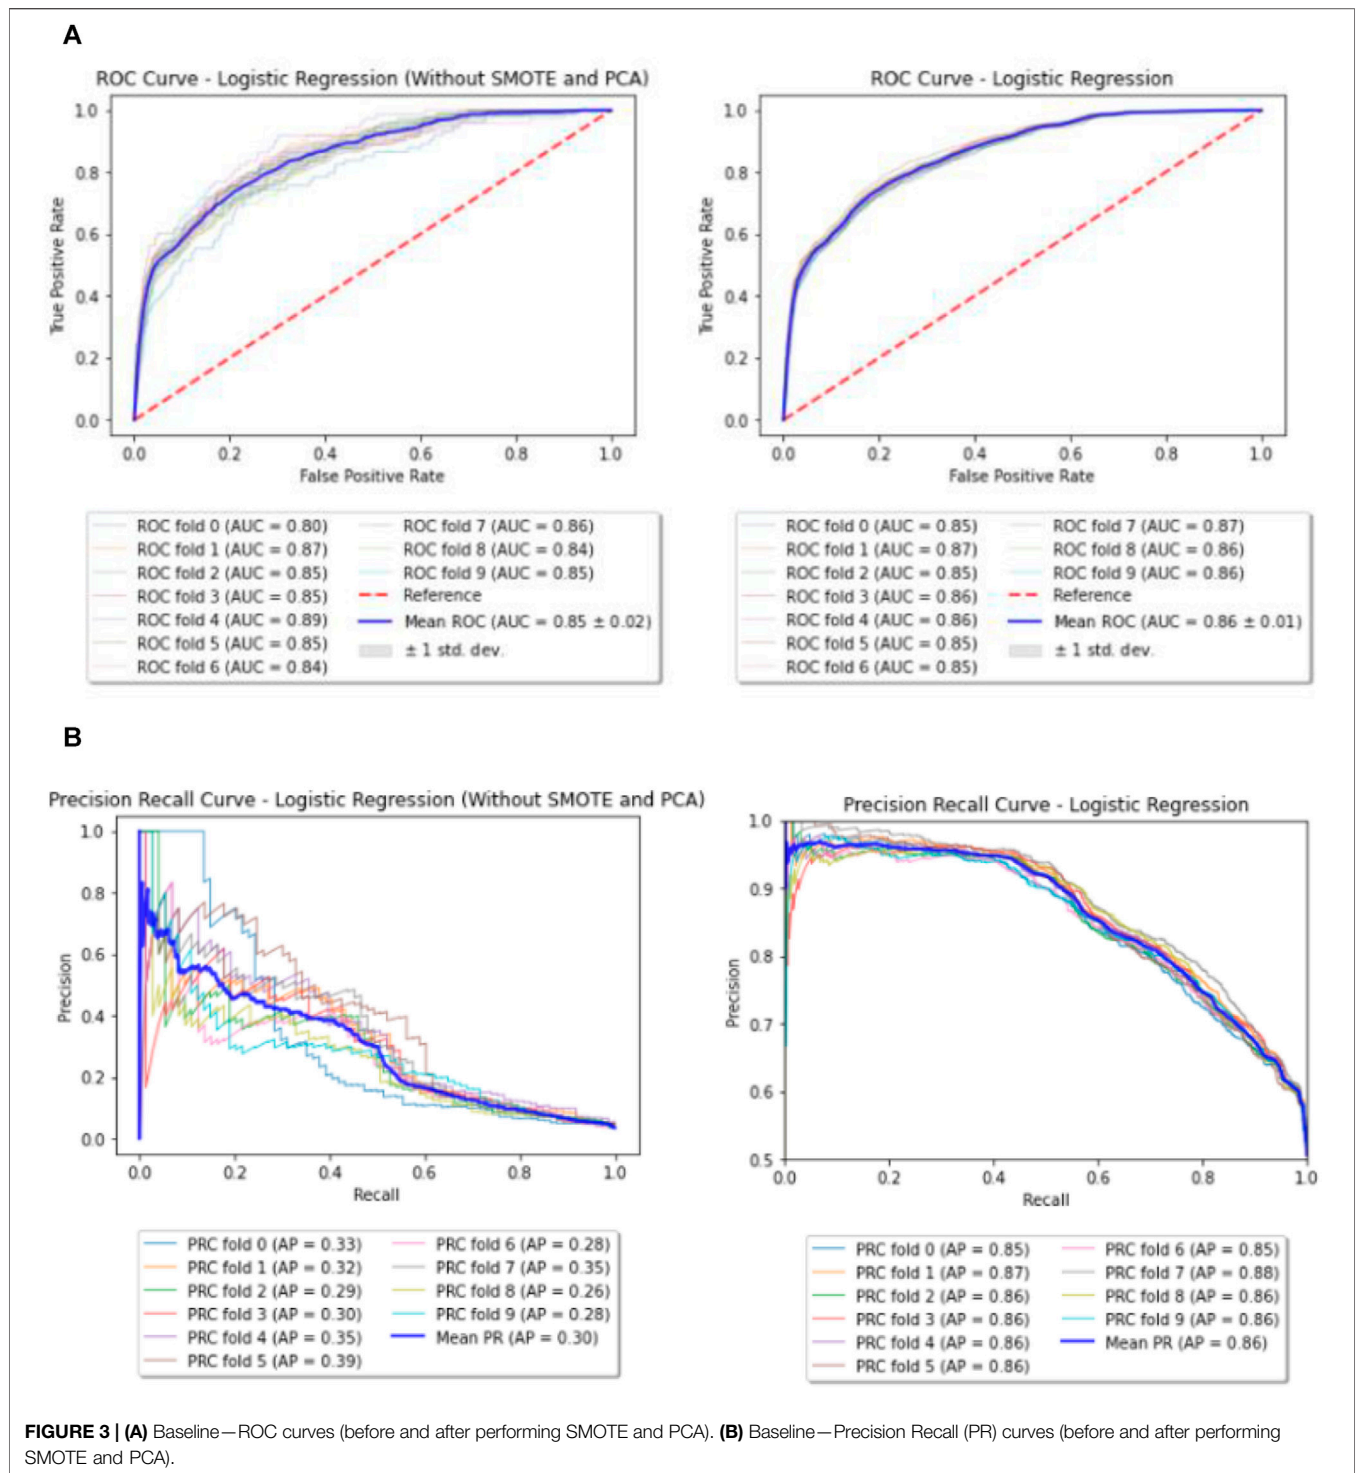 A
ROC Curve - Logistic Regression (Without SMOTE and PCA)
1.0
0.8
0.6
0.4
0.2
0.0
True Positive Rate
0.0 0.2 0.4 0.6 0.8 1.0
False Positive Rate
ROC fold 0 (AUC = 0.80)
ROC fold 1 (AUC = 0.87)
ROC fold 2 (AUC = 0.85)
ROC fold 3 (AUC = 0.85)
ROC fold 4 (AUC = 0.89)
ROC fold 5 (AUC = 0.85)
ROC fold 6 (AUC = 0.84)
ROC fold 7 (AUC = 0.86)
ROC fold 8 (AUC = 0.84)
ROC fold 9 (AUC = 0.85)
Reference
Mean ROC (AUC = 0.85 ± 0.02)
± 1 std. dev.
ROC Curve - Logistic Regression
1.0
0.8
0.6
0.4
0.2
0.0
True Positive Rate
0.0 0.2 0.4 0.6 0.8 1.0
False Positive Rate
ROC fold 0 (AUC = 0.85)
ROC fold 1 (AUC = 0.87)
ROC fold 2 (AUC = 0.85)
ROC fold 3 (AUC = 0.86)
ROC fold 4 (AUC = 0.86)
ROC fold 5 (AUC = 0.85)
ROC fold 6 (AUC = 0.85)
ROC fold 7 (AUC = 0.87)
ROC fold 8 (AUC = 0.86)
ROC fold 9 (AUC = 0.86)
Reference
Mean ROC (AUC = 0.86 ± 0.01)
± 1 std. dev.
B
Precision Recall Curve - Logistic Regression (Without SMOTE and PCA)
1.0
0.8
0.6
0.4
0.2
0.0
Precision
0.0 0.2 0.4 0.6 0.8 1.0
Recall
PRC fold 0 (AP = 0.33)
PRC fold 1 (AP = 0.32)
PRC fold 2 (AP = 0.29)
PRC fold 3 (AP = 0.30)
PRC fold 4 (AP = 0.35)
PRC fold 5 (AP = 0.39)
PRC fold 6 (AP = 0.28)
PRC fold 7 (AP = 0.35)
PRC fold 8 (AP = 0.26)
PRC fold 9 (AP = 0.28)
Mean PR (AP = 0.30)
Precision Recall Curve - Logistic Regression
1.0
0.9
0.8
0.7
0.6
0.5
Precision
0.0 0.2 0.4 0.6 0.8 1.0
Recall
PRC fold 0 (AP = 0.85)
PRC fold 1 (AP = 0.87)
PRC fold 2 (AP = 0.86)
PRC fold 3 (AP = 0.86)
PRC fold 4 (AP = 0.86)
PRC fold 5 (AP = 0.86)
PRC fold 6 (AP = 0.85)
PRC fold 7 (AP = 0.88)
PRC fold 8 (AP = 0.86)
PRC fold 9 (AP = 0.86)
Mean PR (AP = 0.86)
FIGURE 3 | (A) Baseline—ROC curves (before and after performing SMOTE and PCA). (B) Baseline—Precision Recall (PR) curves (before and after performing
SMOTE and PCA).